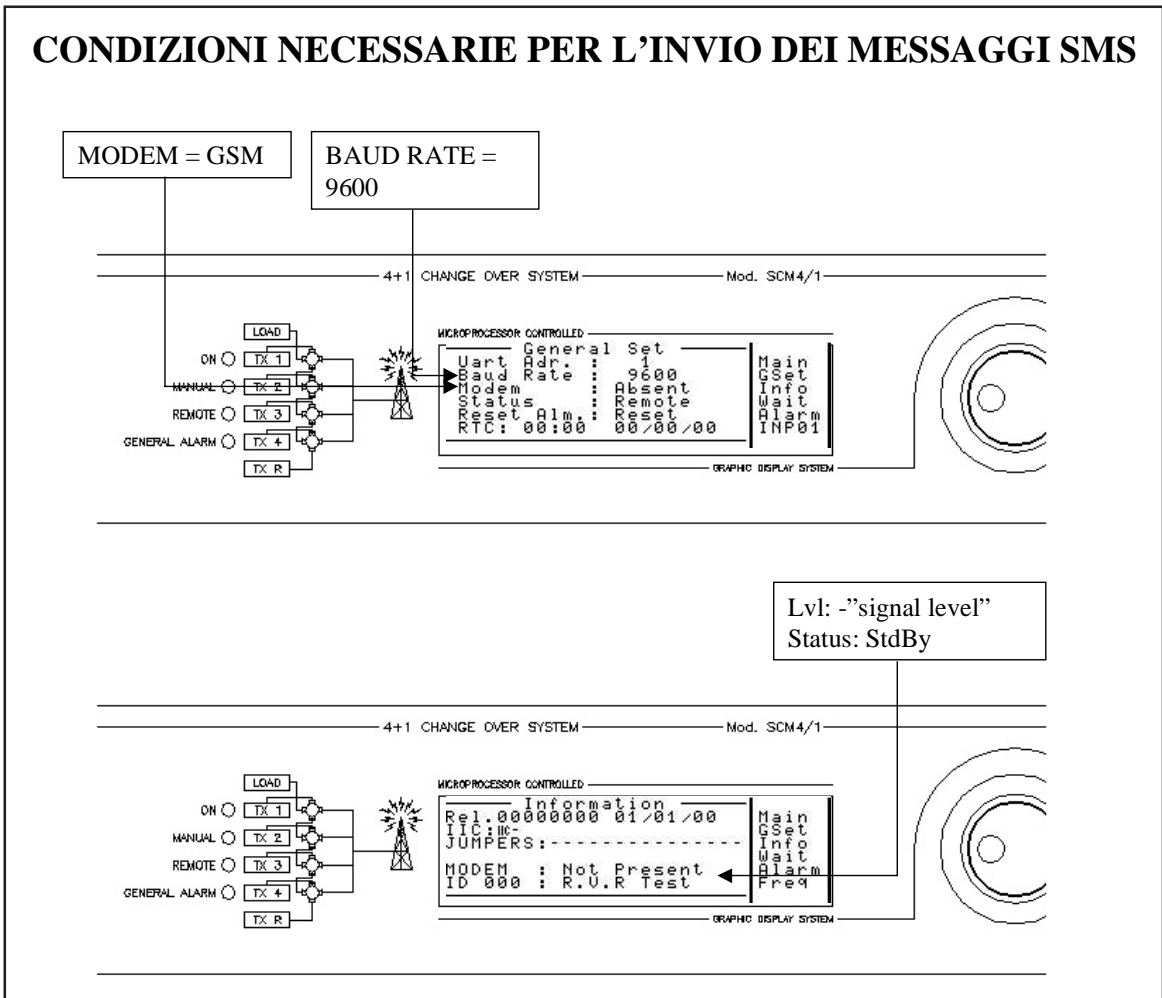 CONDIZIONI NECESSARIE PER L'INVIO DEI MESSAGGI SMS
MODEM = GSM
BAUD RATE =
9600
4+1 CHANGE OVER SYSTEM
Mod. SCM4/1
LOAD
ON TX 1
MANUAL TX 2
REMOTE TX 3
GENERAL ALARM TX 4
TX R
MICROPROCESSOR CONTROLLED
General Set
Uart Adr. : 1
Baud Rate : 9600
Modem : Absent
Status : Remote
Reset Alm.: Reset
RTC: 00:00 00/00/00
Main
GSet
Info
Wait
Alarm
INP01
GRAPHIC DISPLAY SYSTEM
Lvl: -”signal level”
Status: StdBy
4+1 CHANGE OVER SYSTEM
Mod. SCM4/1
LOAD
ON TX 1
MANUAL TX 2
REMOTE TX 3
GENERAL ALARM TX 4
TX R
MICROPROCESSOR CONTROLLED
Information
Rel.00000000 01/01/00
IIC:
JUMPERS:---------------
MODEM : Not Present
ID 000 : R.V.R Test
Main
GSet
Info
Wait
Alarm
Freq
GRAPHIC DISPLAY SYSTEM